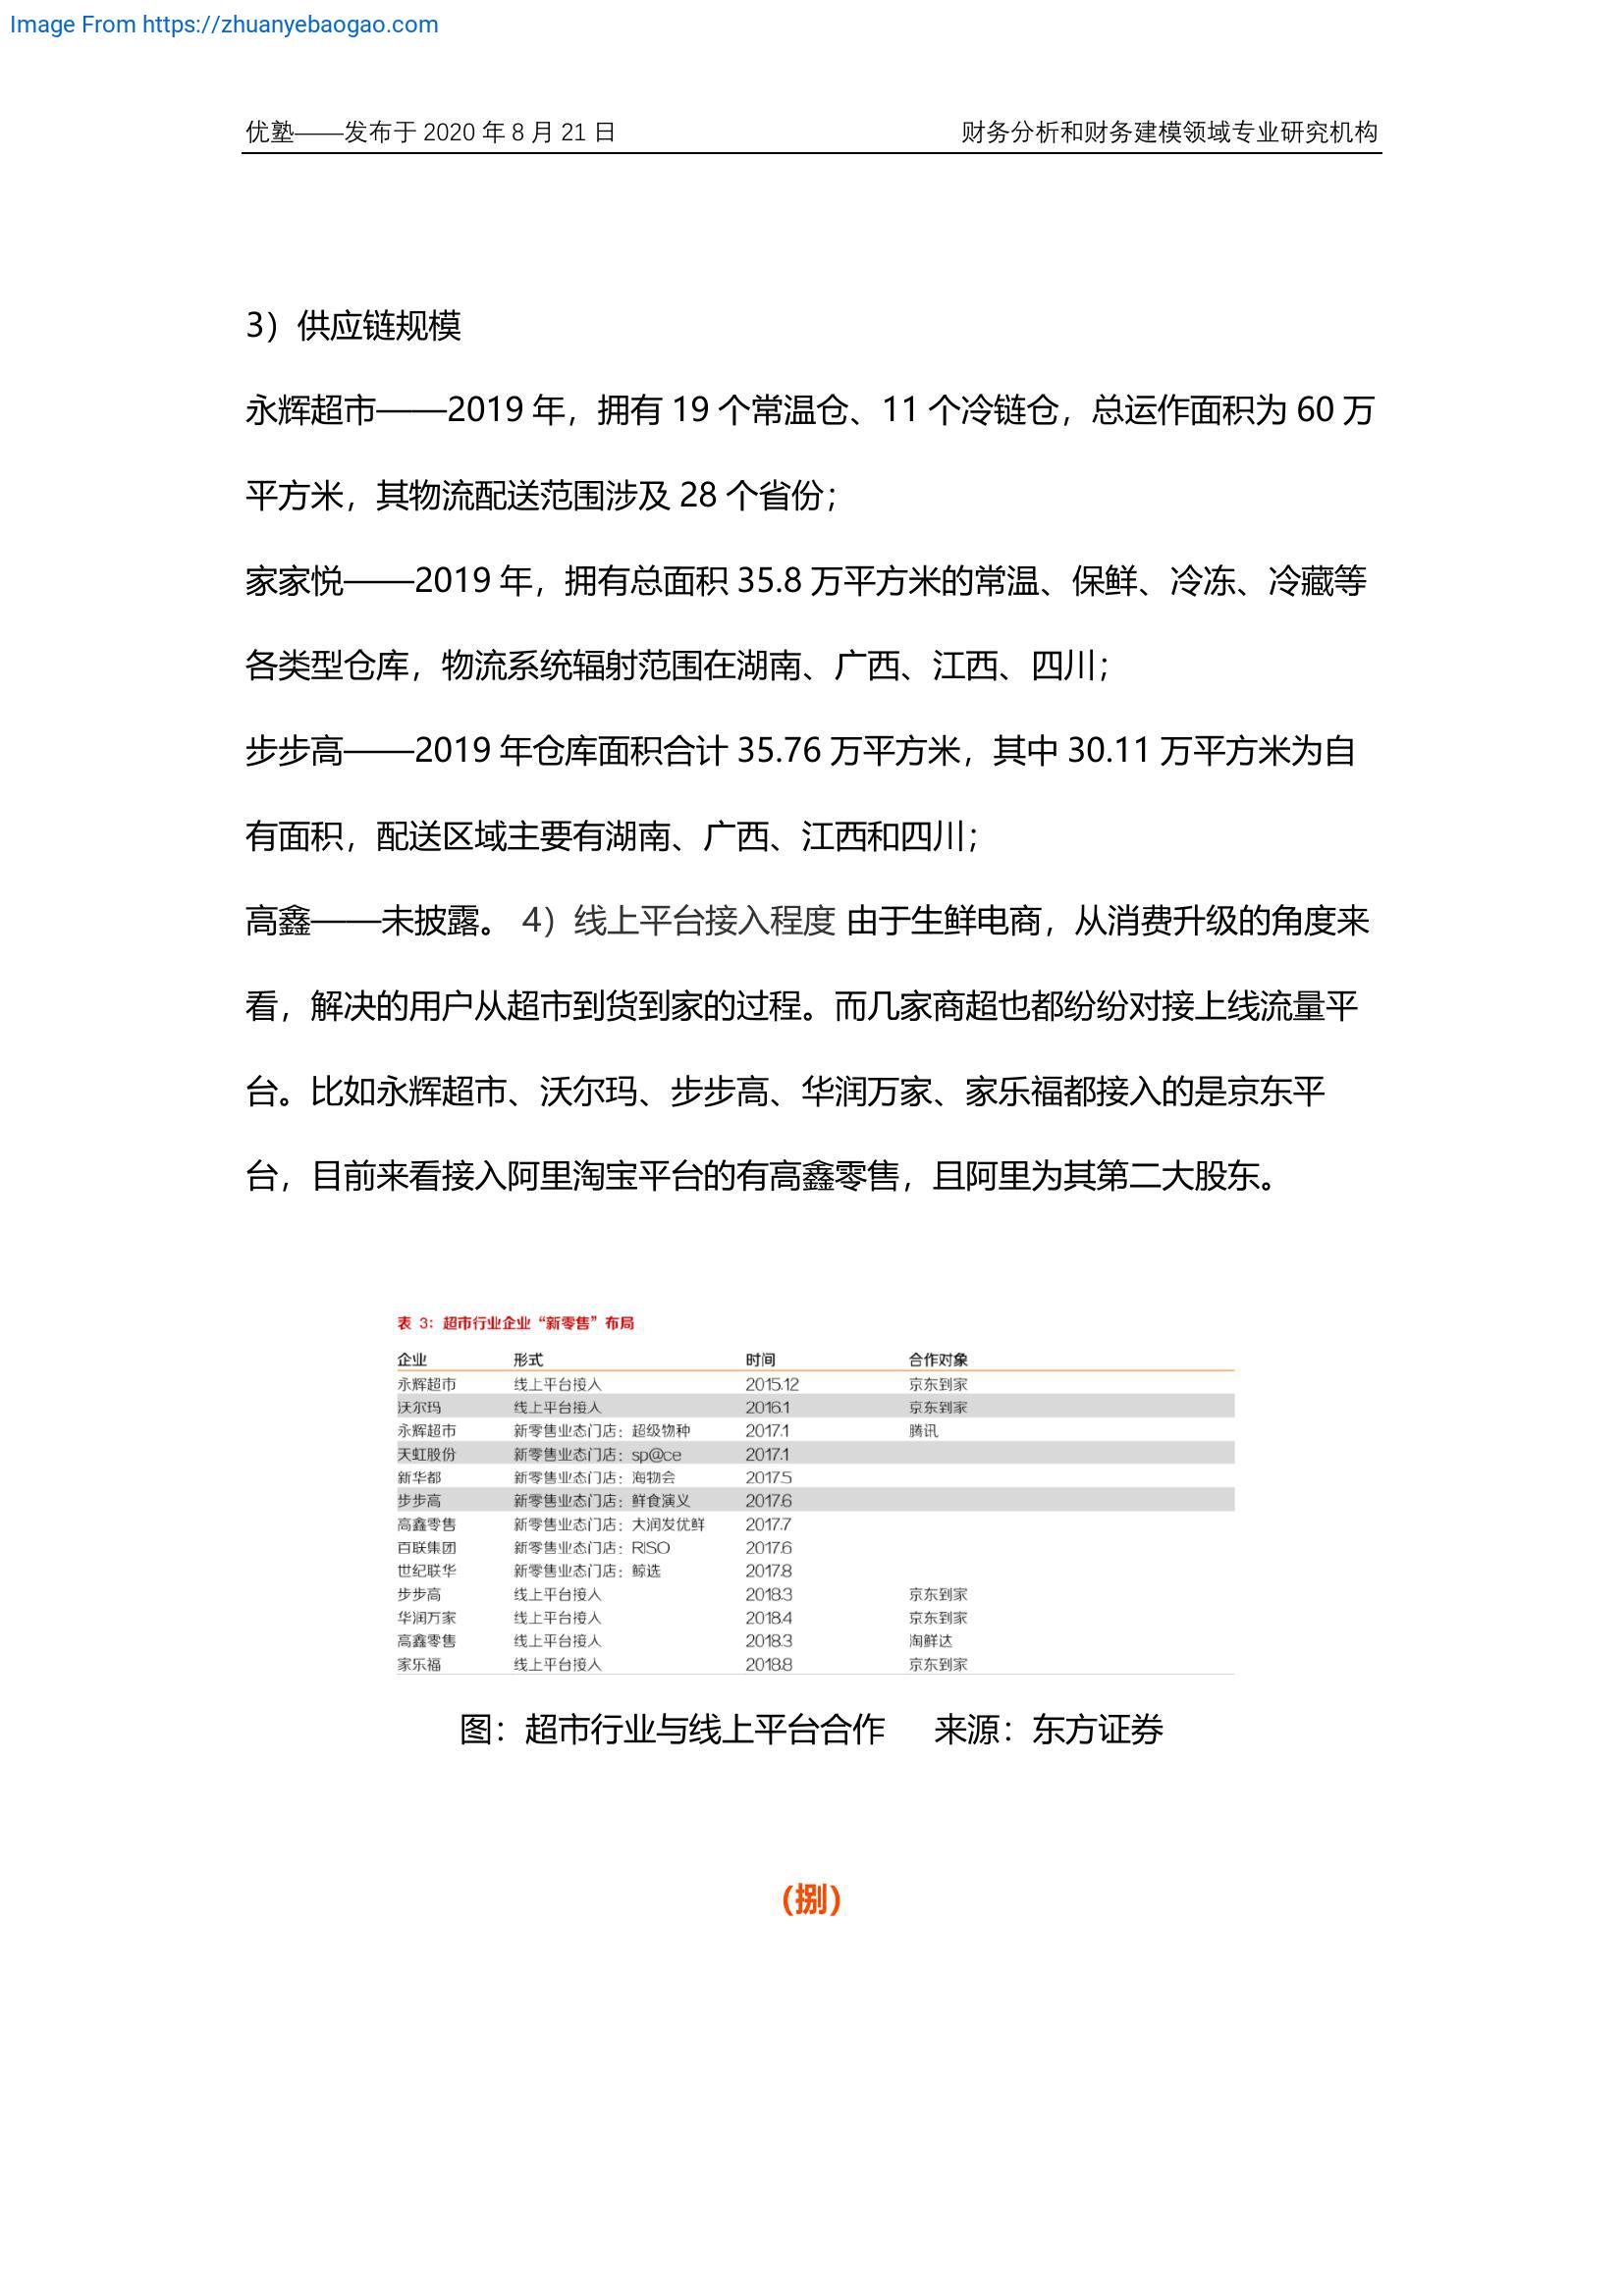 Image From https://zhuanyebaogao.com
优塾——发布于 2020 年 8 月 21 日 财务分析和财务建模领域专业研究机构
3）供应链规模
永辉超市——2019 年，拥有 19 个常温仓、11 个冷链仓，总运作面积为 60 万
平方米，其物流配送范围涉及 28 个省份；
家家悦——2019 年，拥有总面积 35.8 万平方米的常温、保鲜、冷冻、冷藏等
各类型仓库，物流系统辐射范围在湖南、广西、江西、四川；
步步高——2019 年仓库面积合计 35.76 万平方米，其中 30.11 万平方米为自
有面积，配送区域主要有湖南、广西、江西和四川；
高鑫——未披露。 4）线上平台接入程度 由于生鲜电商，从消费升级的角度来
看，解决的用户从超市到货到家的过程。而几家商超也都纷纷对接上线流量平
台。比如永辉超市、沃尔玛、步步高、华润万家、家乐福都接入的是京东平
台，目前来看接入阿里淘宝平台的有高鑫零售，且阿里为其第二大股东。
表 3：超市行业企业“新零售”布局
企业 形式 时间 合作对象
永辉超市 线上平台接入 2015.12 京东到家
沃尔玛 线上平台接入 2016.1 京东到家
永辉超市 新零售业态门店：超级物种 2017.1 腾讯
天虹股份 新零售业态门店：sp@ce 2017.1
新华都 新零售业态门店：海物会 2017.5
步步高 新零售业态门店：鲜食演义 2017.6
高鑫零售 新零售业态门店：大润发优鲜 2017.7
百联集团 新零售业态门店：RISO 2017.6
世纪联华 新零售业态门店：鲸选 2017.8
步步高 线上平台接入 2018.3 京东到家
华润万家 线上平台接入 2018.4 京东到家
高鑫零售 线上平台接入 2018.3 淘鲜达
家乐福 线上平台接入 2018.8 京东到家
图：超市行业与线上平台合作 来源：东方证券
（捌）